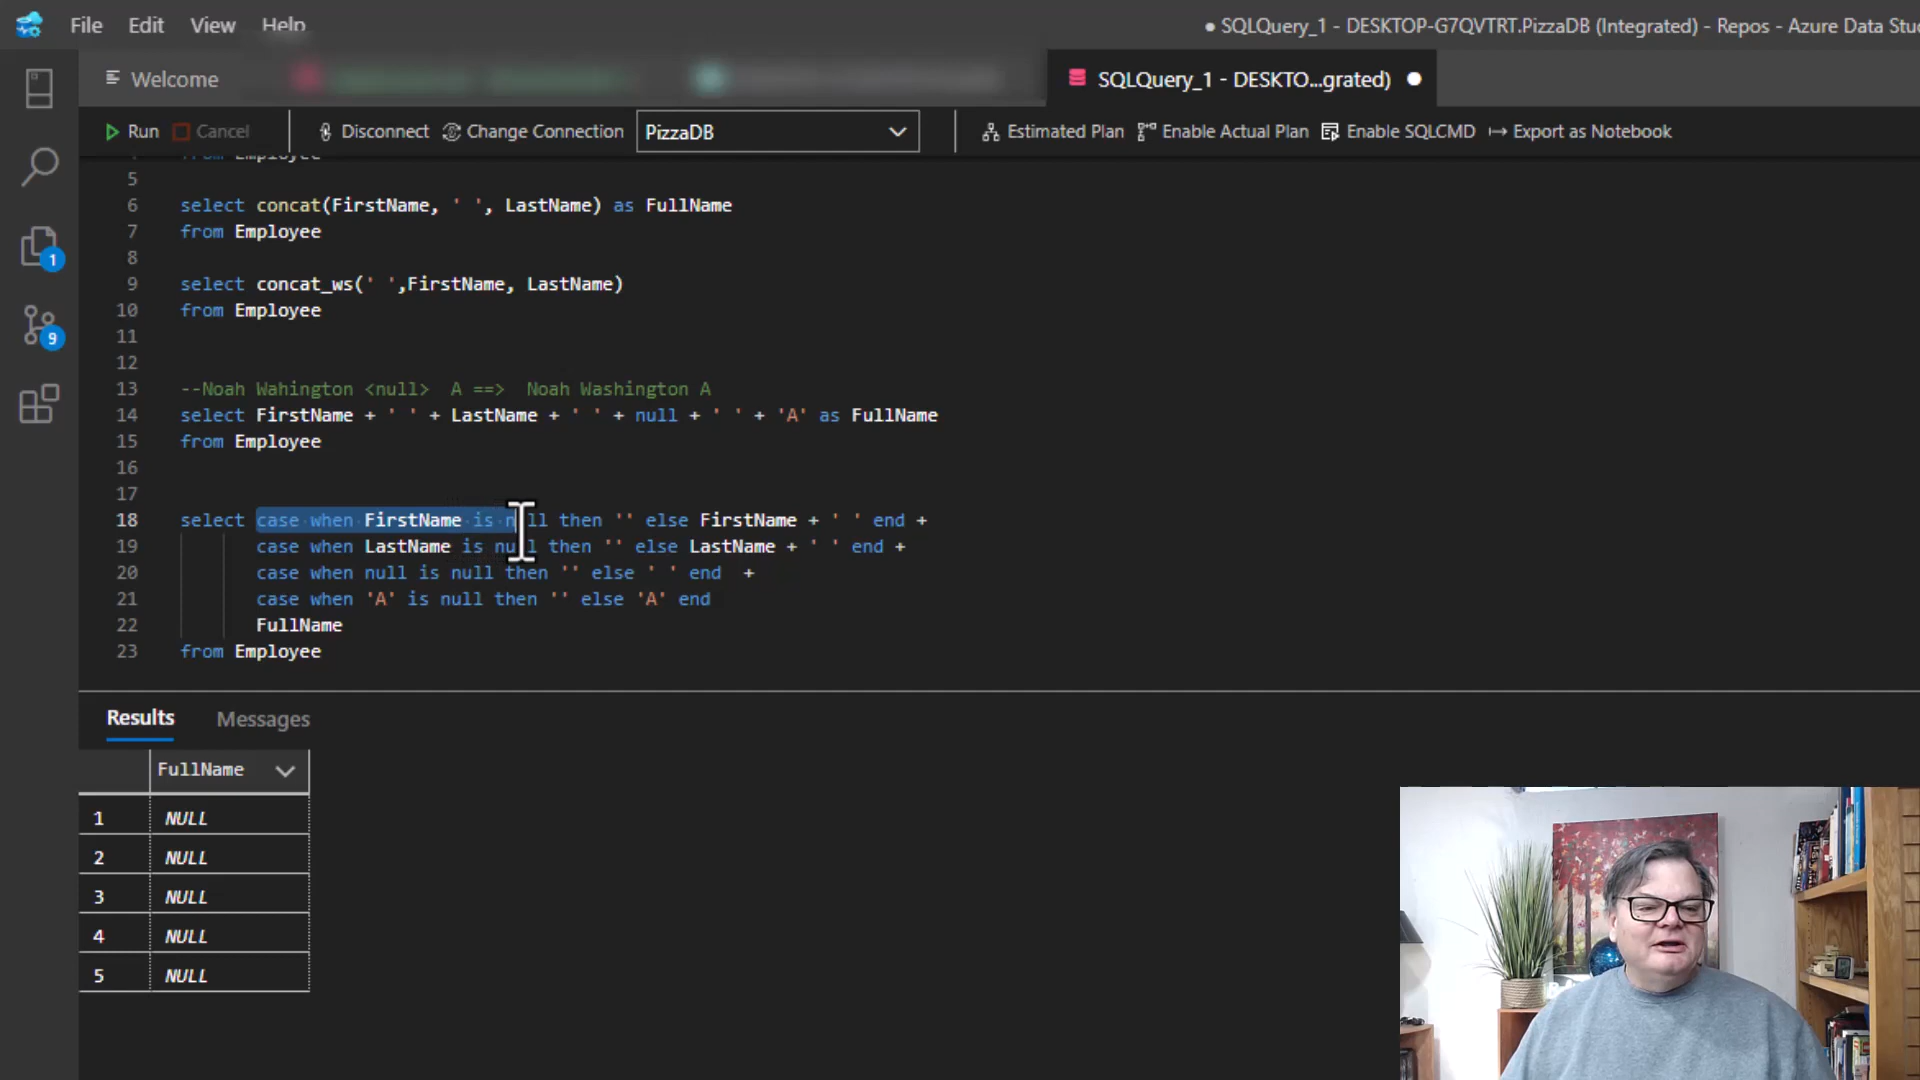 File Edit View Help
● SQLQuery_1 - DESKTOP-G7QVTRT.PizzaDB (Integrated) - Repos - Azure Data
Welcome
SQLQuery_1 - DESKTO...grated)
Run Cancel Disconnect Change Connection PizzaDB Estimated Plan Enable Actual Plan Enable SQLCMD Export as Notebook
from Employee
5
6 select concat(FirstName, ' ', LastName) as FullName
7 from Employee
8
9 select concat_ws(' ',FirstName, LastName)
10 from Employee
11
12
13 --Noah Wahington <null> A ==> Noah Washington A
14 select FirstName + ' ' + LastName + ' ' + null + ' ' + 'A' as FullName
15 from Employee
16
17
18 select case when FirstName is null then '' else FirstName + ' ' end +
19 case when LastName is null then '' else LastName + ' ' end +
20 case when null is null then '' else ' ' end +
21 case when 'A' is null then '' else 'A' end
22 FullName
23 from Employee
1
9
Results Messages
FullName
1 NULL
2 NULL
3 NULL
4 NULL
5 NULL